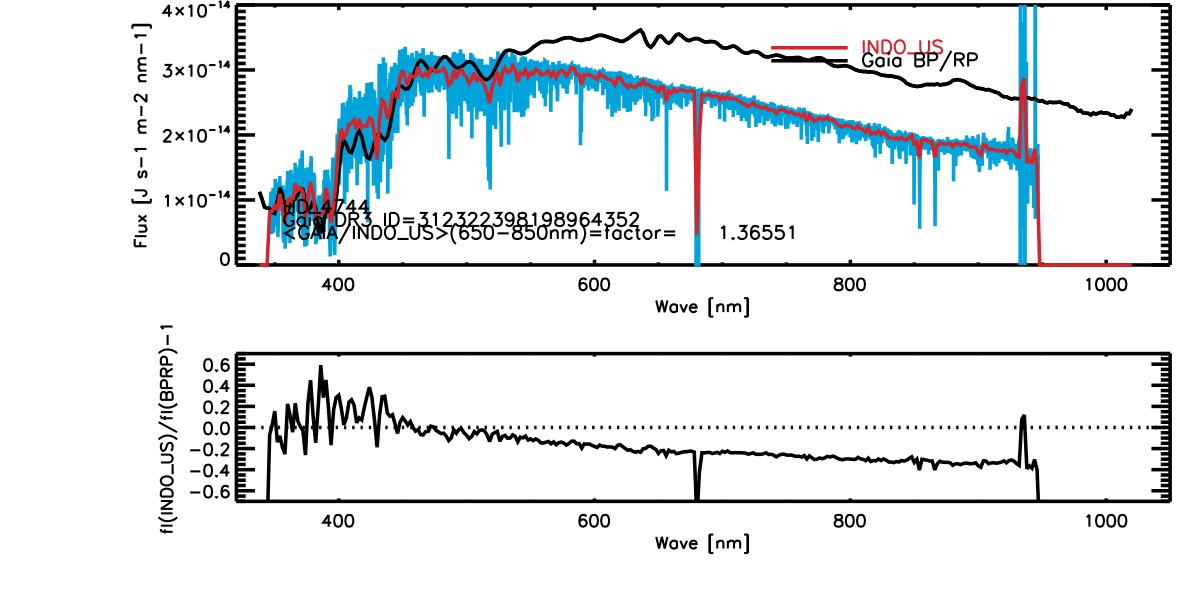 4×10⁻¹⁴
3×10⁻¹⁴
2×10⁻¹⁴
1×10⁻¹⁴
0
Flux [J s−1 m−2 nm−1]
INDO_US
Gaia BP/RP
HD_4744
Gaia DR3 ID=3123223981989643​52
<GAIA/INDO_US>(650−850nm)=factor= 1.36551
400 600 800 1000
Wave [nm]
0.6
0.4
0.2
0.0
−0.2
−0.4
−0.6
fl(INDO_US)/fl(BPRP)−1
400 600 800 1000
Wave [nm]